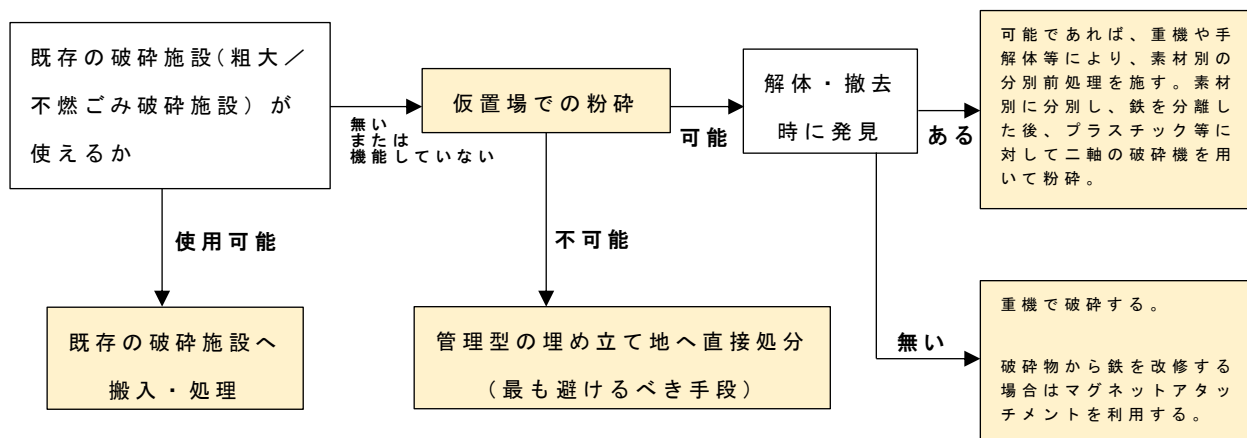 既存の破砕施設(粗大／
不燃ごみ破砕施設）が
使えるか
無い
または
機能していない
仮置場での粉砕
可能
解体・撤去
時に発見
ある
可能であれば、重機や手
解体等により、素材別の
分別前処理を施す。素材
別に分別し、鉄を分離し
た後、プラスチック等に
対して二軸の破砕機を用
いて粉砕。
使用可能
不可能
無い
既存の破砕施設へ
搬入・処理
管理型の埋め立て地へ直接処分
（最も避けるべき手段）
重機で破砕する。
破砕物から鉄を改修する
場合はマグネットアタッ
チメントを利用する。